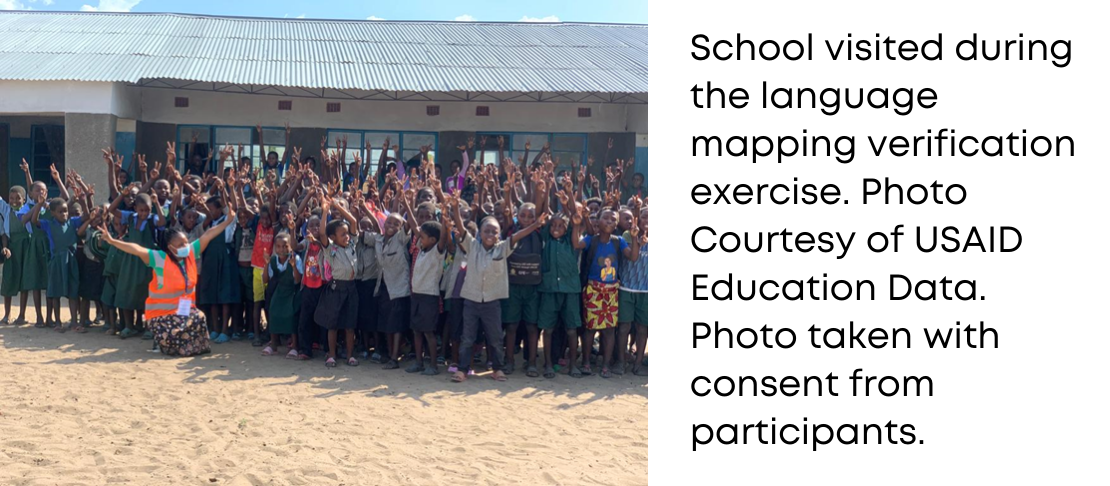 School visited during
the language
mapping verification
exercise. Photo
Courtesy of USAID
Education Data.
Photo taken with
consent from
participants.